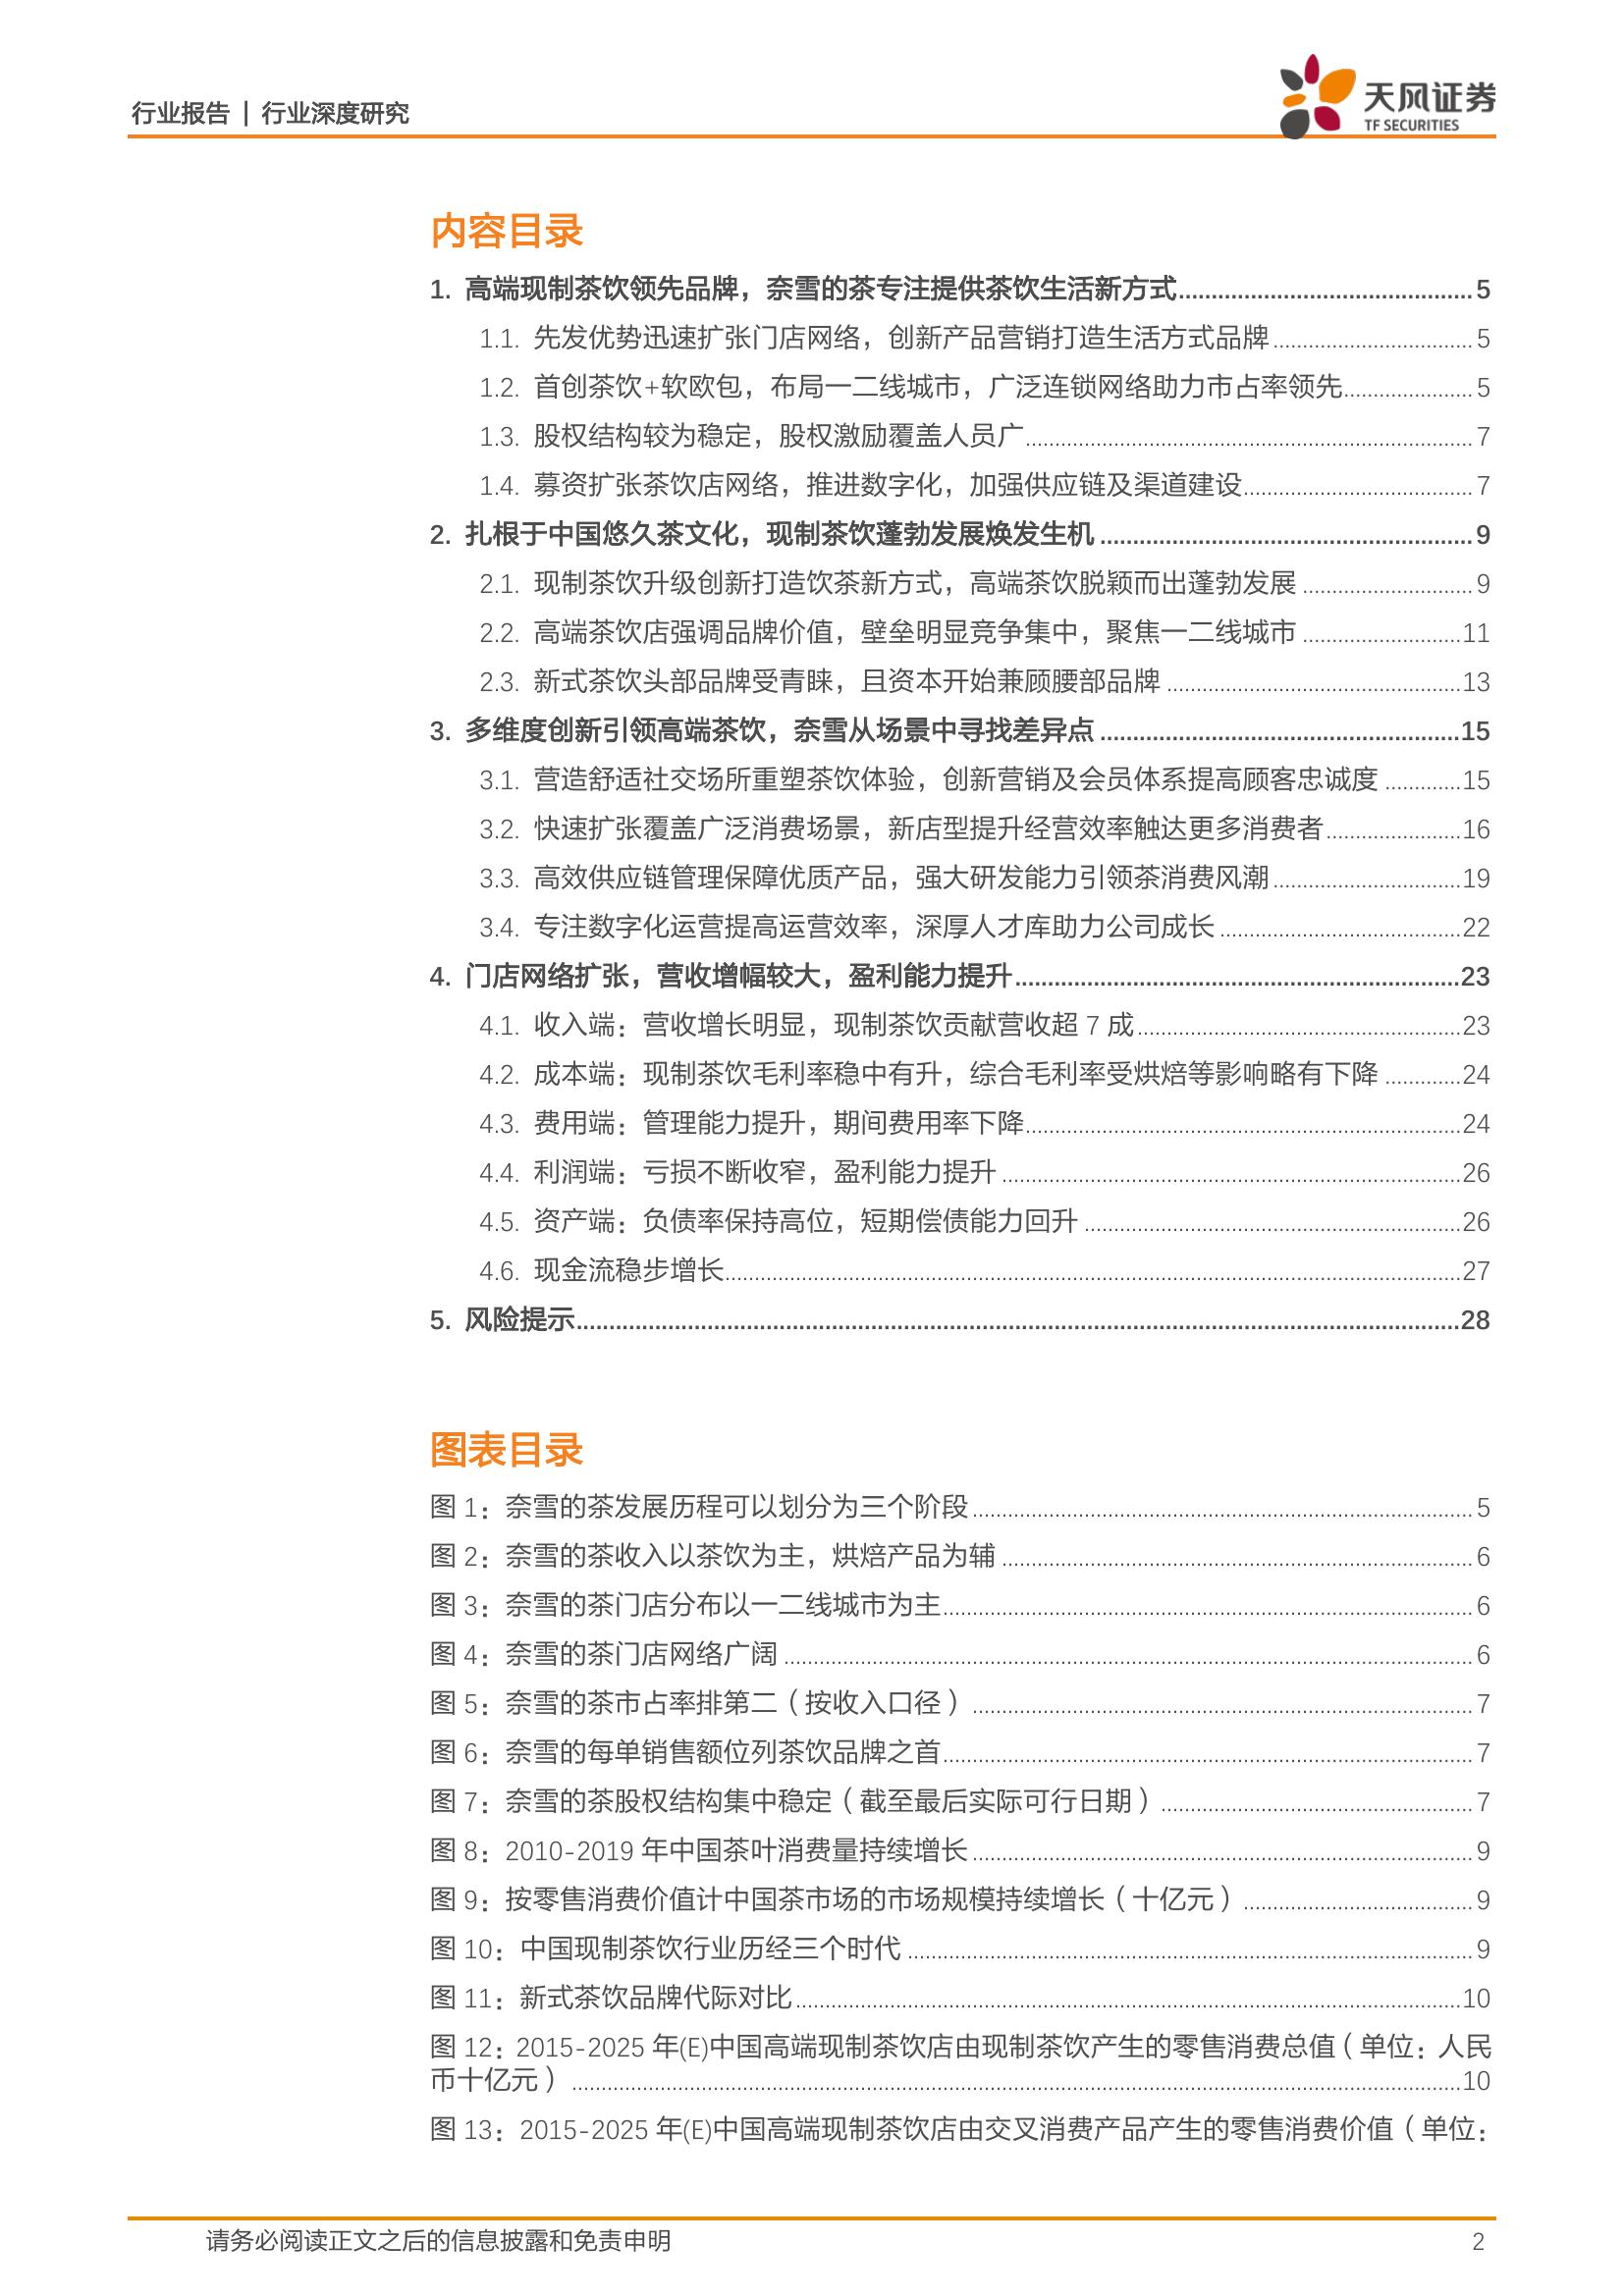 行业报告 | 行业深度研究
天风证券
TF SECURITIES
内容目录
1. 高端现制茶饮领先品牌，奈雪的茶专注提供茶饮生活新方式 5
1.1. 先发优势迅速扩张门店网络，创新产品营销打造生活方式品牌 5
1.2. 首创茶饮+软欧包，布局一二线城市，广泛连锁网络助力市占率领先 5
1.3. 股权结构较为稳定，股权激励覆盖人员广 7
1.4. 募资扩张茶饮店网络，推进数字化，加强供应链及渠道建设 7
2. 扎根于中国悠久茶文化，现制茶饮蓬勃发展焕发生机 9
2.1. 现制茶饮升级创新打造饮茶新方式，高端茶饮脱颖而出蓬勃发展 9
2.2. 高端茶饮店强调品牌价值，壁垒明显竞争集中，聚焦一二线城市 11
2.3. 新式茶饮头部品牌受青睐，且资本开始兼顾腰部品牌 13
3. 多维度创新引领高端茶饮，奈雪从场景中寻找差异点 15
3.1. 营造舒适社交场所重塑茶饮体验，创新营销及会员体系提高顾客忠诚度 15
3.2. 快速扩张覆盖广泛消费场景，新店型提升经营效率触达更多消费者 16
3.3. 高效供应链管理保障优质产品，强大研发能力引领茶消费风潮 19
3.4. 专注数字化运营提高运营效率，深厚人才库助力公司成长 22
4. 门店网络扩张，营收增幅较大，盈利能力提升 23
4.1. 收入端：营收增长明显，现制茶饮贡献营收超 7 成 23
4.2. 成本端：现制茶饮毛利率稳中有升，综合毛利率受烘焙等影响略有下降 24
4.3. 费用端：管理能力提升，期间费用率下降 24
4.4. 利润端：亏损不断收窄，盈利能力提升 26
4.5. 资产端：负债率保持高位，短期偿债能力回升 26
4.6. 现金流稳步增长 27
5. 风险提示 28
图表目录
图 1：奈雪的茶发展历程可以划分为三个阶段 5
图 2：奈雪的茶收入以茶饮为主，烘焙产品为辅 6
图 3：奈雪的茶门店分布以一二线城市为主 6
图 4：奈雪的茶门店网络广阔 6
图 5：奈雪的茶市占率排第二（按收入口径） 7
图 6：奈雪的每单销售额位列茶饮品牌之首 7
图 7：奈雪的茶股权结构集中稳定（截至最后实际可行日期） 7
图 8：2010-2019 年中国茶叶消费量持续增长 9
图 9：按零售消费价值计中国茶市场的市场规模持续增长（十亿元） 9
图 10：中国现制茶饮行业历经三个时代 9
图 11：新式茶饮品牌代际对比 10
图 12：2015-2025 年(E)中国高端现制茶饮店由现制茶饮产生的零售消费总值（单位：人民
币十亿元） 10
图 13：2015-2025 年(E)中国高端现制茶饮店由交叉消费产品产生的零售消费价值（单位：
请务必阅读正文之后的信息披露和免责申明 2